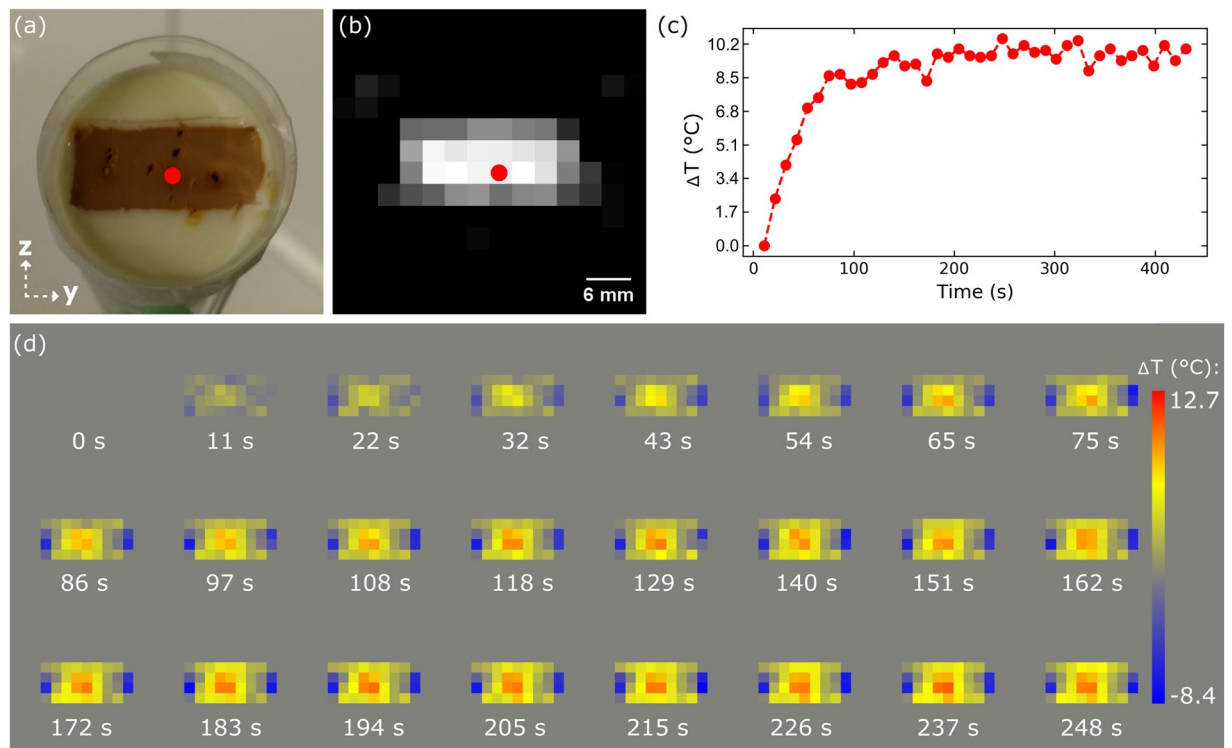 (a)
z
y
(b)
6 mm
(c)
ΔT (°C)
10.2
8.5
6.8
5.1
3.4
1.7
0.0
0 100 200 300 400
Time (s)
(d)
ΔT (°C):
12.7
-8.4
0 s 11 s 22 s 32 s 43 s 54 s 65 s 75 s
86 s 97 s 108 s 118 s 129 s 140 s 151 s 162 s
172 s 183 s 194 s 205 s 215 s 226 s 237 s 248 s